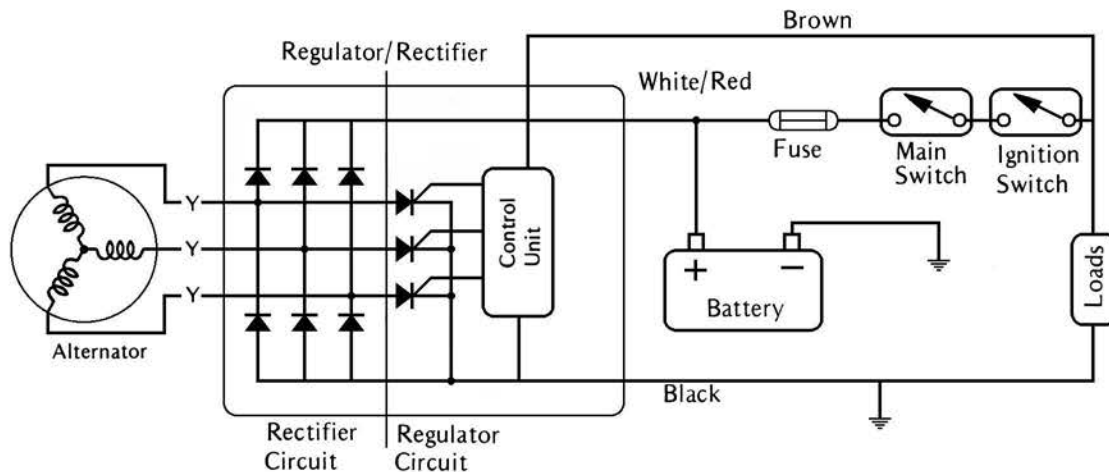 Brown
Regulator/Rectifier
White/Red
Fuse
Main
Switch
Ignition
Switch
Y
Y
Y
Control
Unit
+
−
Battery
Loads
Alternator
Black
Rectifier
Circuit
Regulator
Circuit